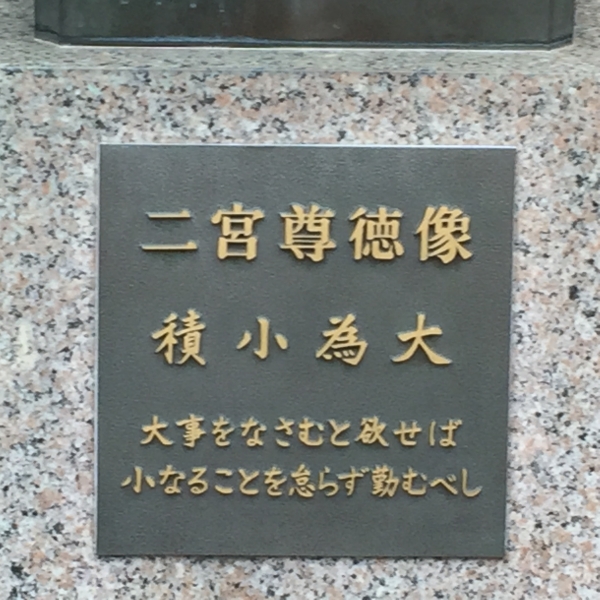 二宮尊徳像
積小為大
大事をなさむと欲せば
小なることを怠らず勤むべし